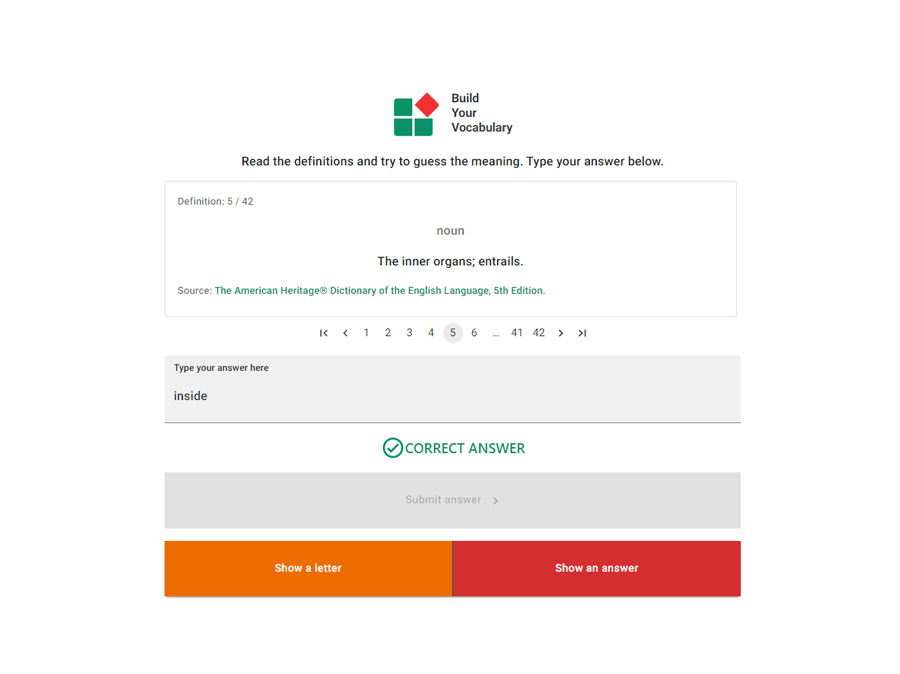 Build
Your
Vocabulary
Read the definitions and try to guess the meaning. Type your answer below.
Definition: 5 / 42
noun
The inner organs; entrails.
Source: The American Heritage® Dictionary of the English Language, 5th Edition.
1 2 3 4 5 6 ... 41 42
Type your answer here
inside
CORRECT ANSWER
Submit answer
Show a letter
Show an answer